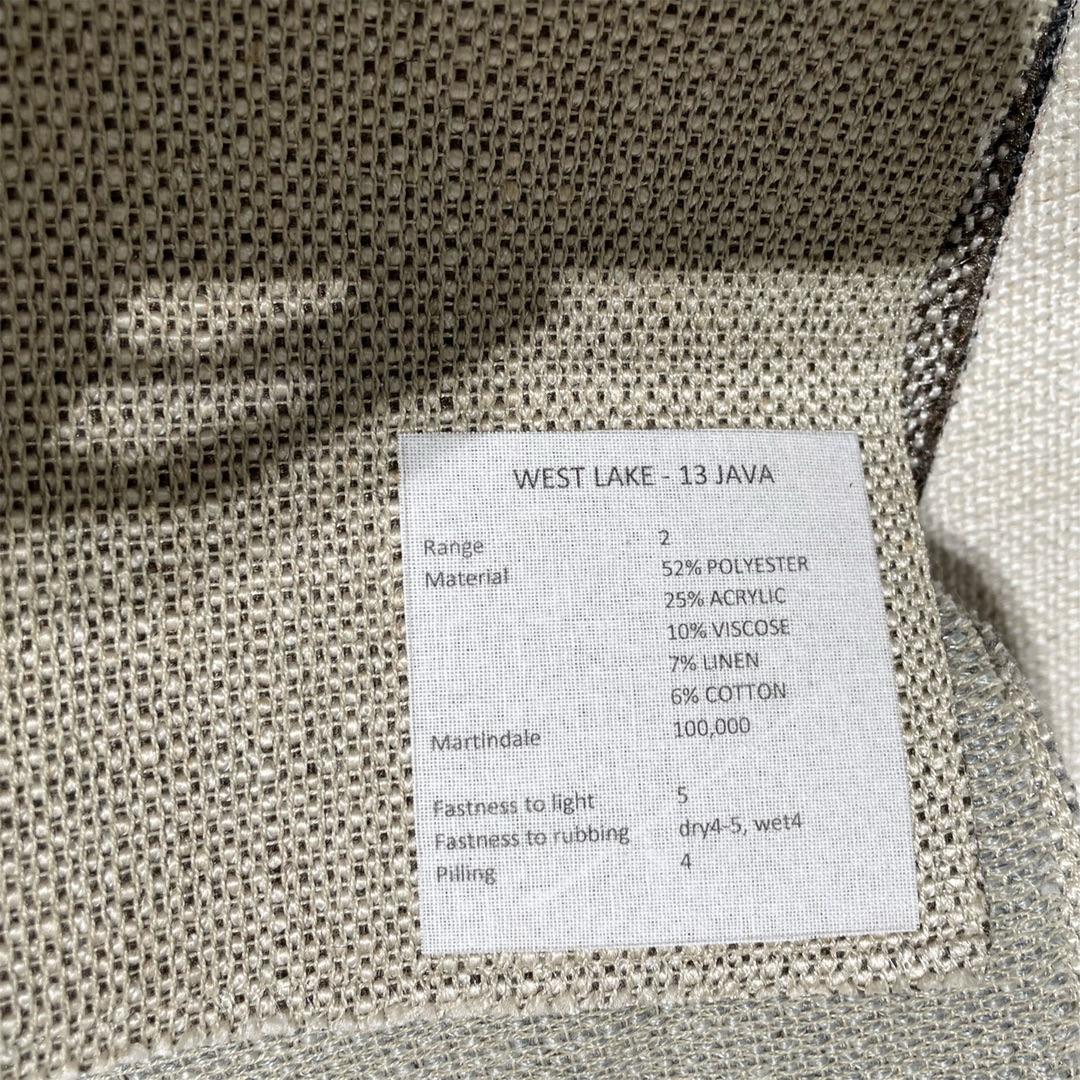 WEST LAKE - 13 JAVA
Range 2
Material 52% POLYESTER
25% ACRYLIC
10% VISCOSE
7% LINEN
6% COTTON
Martindale 100,000
Fastness to light 5
Fastness to rubbing dry4-5, wet4
Pilling 4